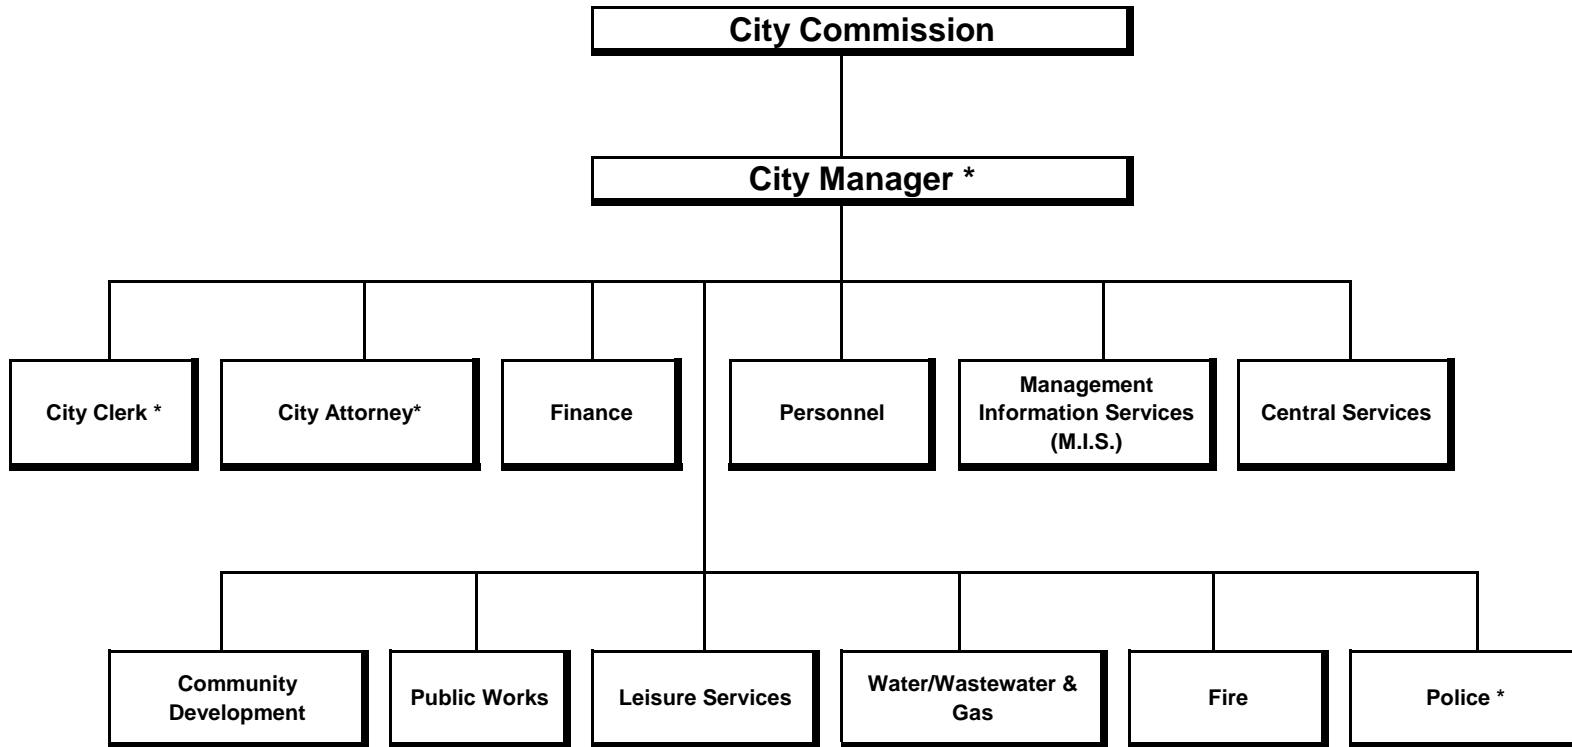 City Commission
City Manager *
City Clerk *
City Attorney*
Finance
Personnel
Management
Information Services
(M.I.S.)
Central Services
Community
Development
Public Works
Leisure Services
Water/Wastewater &
Gas
Fire
Police *